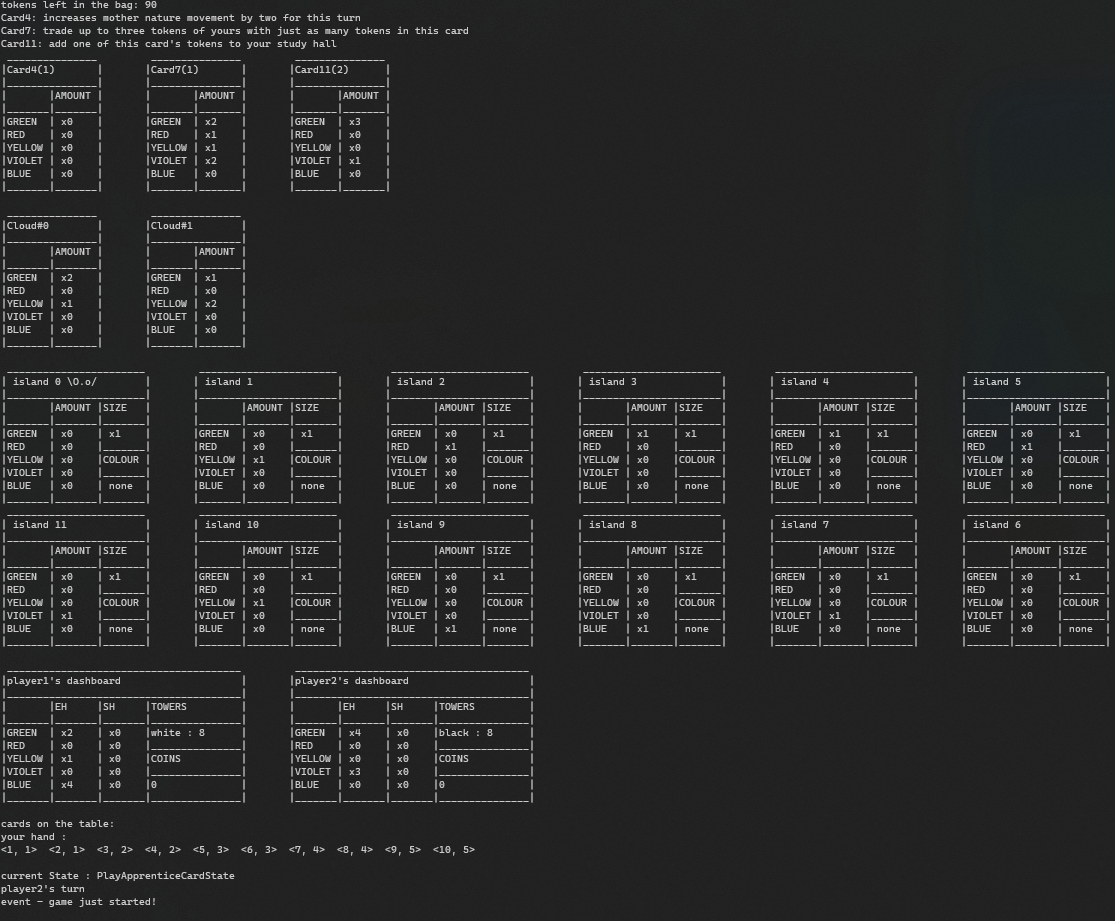 tokens left in the bag: 90
Card4: increases mother nature movement by two for this turn
Card7: trade up to three tokens of yours with just as many tokens in this card
Card11: add one of this card's tokens to your study hall
|Card4(1) | |Card7(1) | |Card11(2) |
| |AMOUNT | | |AMOUNT | | |AMOUNT |
|GREEN | x0 | |GREEN | x2 | |GREEN | x3 |
|RED | x0 | |RED | x1 | |RED | x0 |
|YELLOW | x0 | |YELLOW | x1 | |YELLOW | x0 |
|VIOLET | x0 | |VIOLET | x2 | |VIOLET | x1 |
|BLUE | x0 | |BLUE | x0 | |BLUE | x0 |
|Cloud#0 | |Cloud#1 |
| |AMOUNT | | |AMOUNT |
|GREEN | x2 | |GREEN | x1 |
|RED | x0 | |RED | x0 |
|YELLOW | x1 | |YELLOW | x2 |
|VIOLET | x0 | |VIOLET | x0 |
|BLUE | x0 | |BLUE | x0 |
| island 0 \O.o/ | | island 1 | | island 2 | | island 3 | | island 4 | | island 5 |
| |AMOUNT |SIZE | | |AMOUNT |SIZE | | |AMOUNT |SIZE | | |AMOUNT |SIZE | | |AMOUNT |SIZE | | |AMOUNT |SIZE |
|GREEN | x0 | x1 | |GREEN | x0 | x1 | |GREEN | x0 | x1 | |GREEN | x1 | x1 | |GREEN | x1 | x1 | |GREEN | x0 | x1 |
|RED | x0 | | |RED | x0 | | |RED | x1 | | |RED | x0 | | |RED | x0 | | |RED | x1 | |
|YELLOW | x0 |COLOUR | |YELLOW | x1 |COLOUR | |YELLOW | x0 |COLOUR | |YELLOW | x0 |COLOUR | |YELLOW | x0 |COLOUR | |YELLOW | x0 |COLOUR |
|VIOLET | x0 | | |VIOLET | x0 | | |VIOLET | x0 | | |VIOLET | x0 | | |VIOLET | x0 | | |VIOLET | x0 | |
|BLUE | x0 | none | |BLUE | x0 | none | |BLUE | x0 | none | |BLUE | x0 | none | |BLUE | x0 | none | |BLUE | x0 | none |
| island 11 | | island 10 | | island 9 | | island 8 | | island 7 | | island 6 |
| |AMOUNT |SIZE | | |AMOUNT |SIZE | | |AMOUNT |SIZE | | |AMOUNT |SIZE | | |AMOUNT |SIZE | | |AMOUNT |SIZE |
|GREEN | x0 | x1 | |GREEN | x0 | x1 | |GREEN | x0 | x1 | |GREEN | x0 | x1 | |GREEN | x0 | x1 | |GREEN | x0 | x1 |
|RED | x0 | | |RED | x0 | | |RED | x0 | | |RED | x0 | | |RED | x0 | | |RED | x0 | |
|YELLOW | x0 |COLOUR | |YELLOW | x1 |COLOUR | |YELLOW | x0 |COLOUR | |YELLOW | x0 |COLOUR | |YELLOW | x0 |COLOUR | |YELLOW | x0 |COLOUR |
|VIOLET | x1 | | |VIOLET | x0 | | |VIOLET | x0 | | |VIOLET | x0 | | |VIOLET | x1 | | |VIOLET | x0 | |
|BLUE | x0 | none | |BLUE | x0 | none | |BLUE | x1 | none | |BLUE | x1 | none | |BLUE | x0 | none | |BLUE | x0 | none |
|player1's dashboard | |player2's dashboard |
| |EH |SH |TOWERS | | |EH |SH |TOWERS |
|GREEN | x2 | x0 |white : 8 | |GREEN | x4 | x0 |black : 8 |
|RED | x0 | x0 | | |RED | x0 | x0 | |
|YELLOW | x1 | x0 |COINS | |YELLOW | x0 | x0 |COINS |
|VIOLET | x0 | x0 | | |VIOLET | x3 | x0 | |
|BLUE | x4 | x0 |0 | |BLUE | x0 | x0 |0 |
cards on the table:
your hand :
<1, 1> <2, 1> <3, 2> <4, 2> <5, 3> <6, 3> <7, 4> <8, 4> <9, 5> <10, 5>
current State : PlayApprenticeCardState
player2's turn
event - game just started!